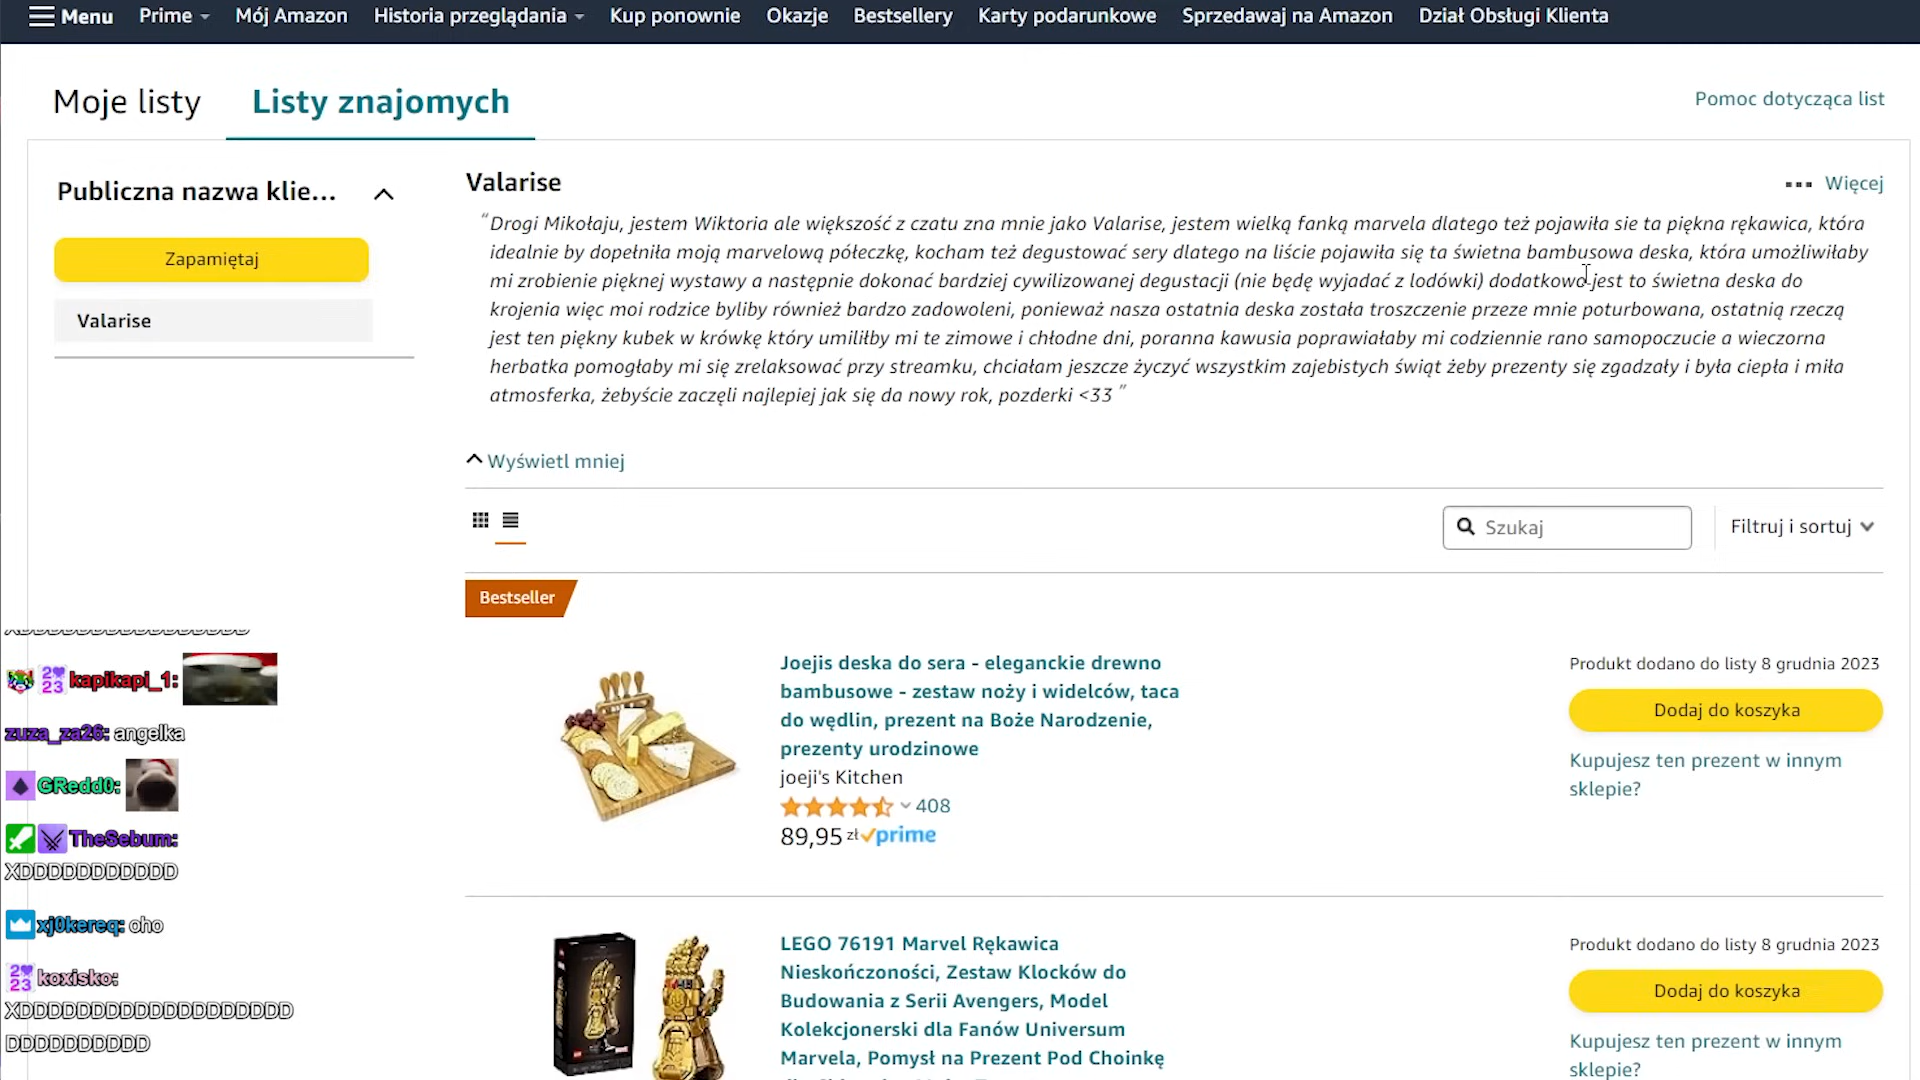 Menu Prime Mój Amazon Historia przeglądania Kup ponownie Okazje Bestsellery Karty podarunkowe Sprzedawaj na Amazon Dział Obsługi Klienta
Moje listy Listy znajomych
Pomoc dotycząca list
Publiczna nazwa klie...
Zapamiętaj
Valarise
Valarise
Więcej
“Drogi Mikołaju, jestem Wiktoria ale większość z czatu zna mnie jako Valarise, jestem wielką fanką marvela dlatego też pojawiła sie ta piękna rękawica, która
idealnie by dopełniła moją marvelową półeczkę, kocham też degustować sery dlatego na liście pojawiła się ta świetna bambusowa deska, która umożliwiłaby
mi zrobienie pięknej wystawy a następnie dokonać bardziej cywilizowanej degustacji (nie będę wyjadać z lodówki) dodatkowo jest to świetna deska do
krojenia więc moi rodzice byliby również bardzo zadowoleni, ponieważ nasza ostatnia deska została troszczenie przeze mnie poturbowana, ostatnią rzeczą
jest ten piękny kubek w krówkę który umiliłby mi te zimowe i chłodne dni, poranna kawusia poprawiałaby mi codziennie rano samopoczucie a wieczorna
herbatka pomogłaby mi się zrelaksować przy streamku, chciałam jeszcze życzyć wszystkim zajebistych świąt żeby prezenty się zgadzały i była ciepła i miła
atmosferka, żebyście zaczęli najlepiej jak się da nowy rok, pozderki <33 ”
Wyświetl mniej
Szukaj
Filtruj i sortuj
Bestseller
Joejis deska do sera - eleganckie drewno
bambusowe - zestaw noży i widelców, taca
do wędlin, prezent na Boże Narodzenie,
prezenty urodzinowe
joeji's Kitchen
408
89,95 zł prime
Produkt dodano do listy 8 grudnia 2023
Dodaj do koszyka
Kupujesz ten prezent w innym
sklepie?
LEGO 76191 Marvel Rękawica
Nieskończoności, Zestaw Klocków do
Budowania z Serii Avengers, Model
Kolekcjonerski dla Fanów Universum
Marvela, Pomysł na Prezent Pod Choinkę
Produkt dodano do listy 8 grudnia 2023
Dodaj do koszyka
Kupujesz ten prezent w innym
sklepie?
2023 kapikapi_1:
zuza_za26: angelka
GRedd0:
TheSebum:
XDDDDDDDDDDD
xj0kereq: oho
2023 koxisko:
XDDDDDDDDDDDDDDDDDDD
DDDDDDDDDD